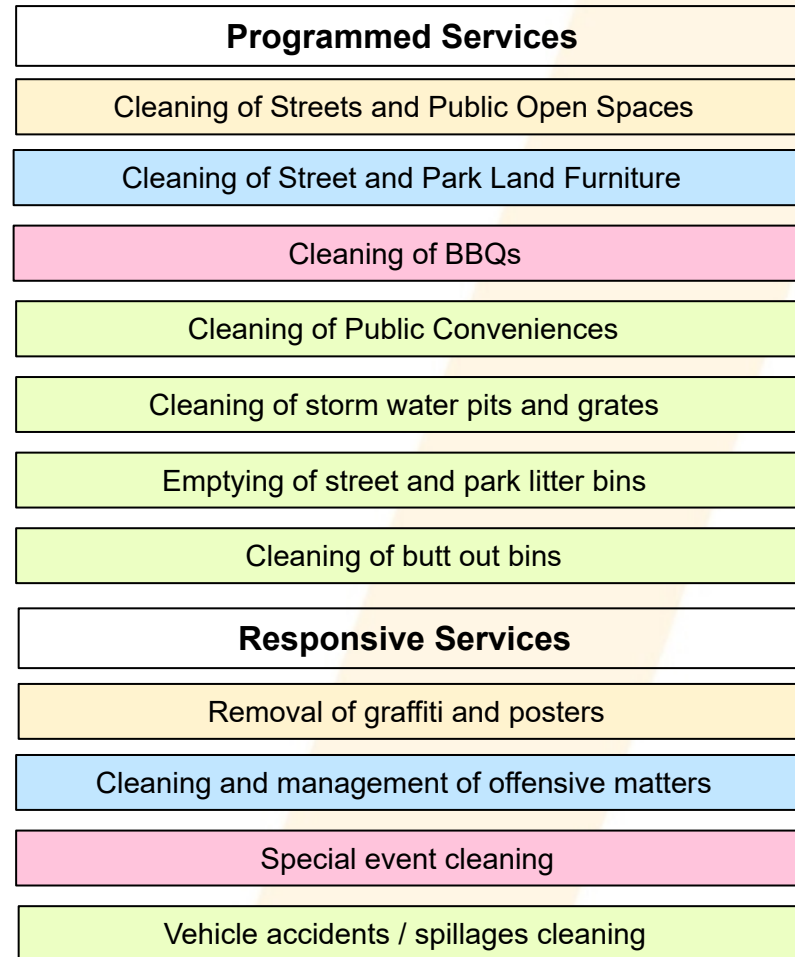 Programmed Services
Cleaning of Streets and Public Open Spaces
Cleaning of Street and Park Land Furniture
Cleaning of BBQs
Cleaning of Public Conveniences
Cleaning of storm water pits and grates
Emptying of street and park litter bins
Cleaning of butt out bins
Responsive Services
Removal of graffiti and posters
Cleaning and management of offensive matters
Special event cleaning
Vehicle accidents / spillages cleaning